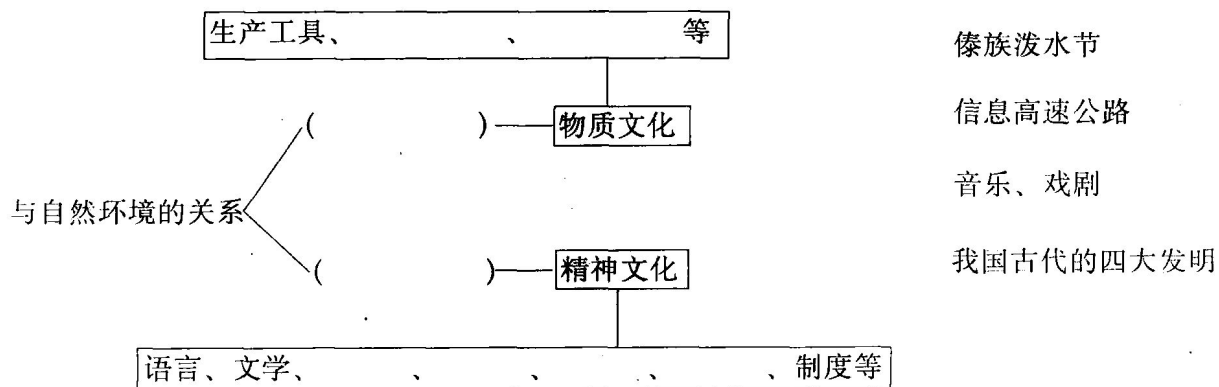 生产工具、 、 等
傣族泼水节
( ) 物质文化
信息高速公路
音乐、戏剧
与自然环境的关系
( ) 精神文化
我国古代的四大发明
语言、文学、 、 、 、 、制度等